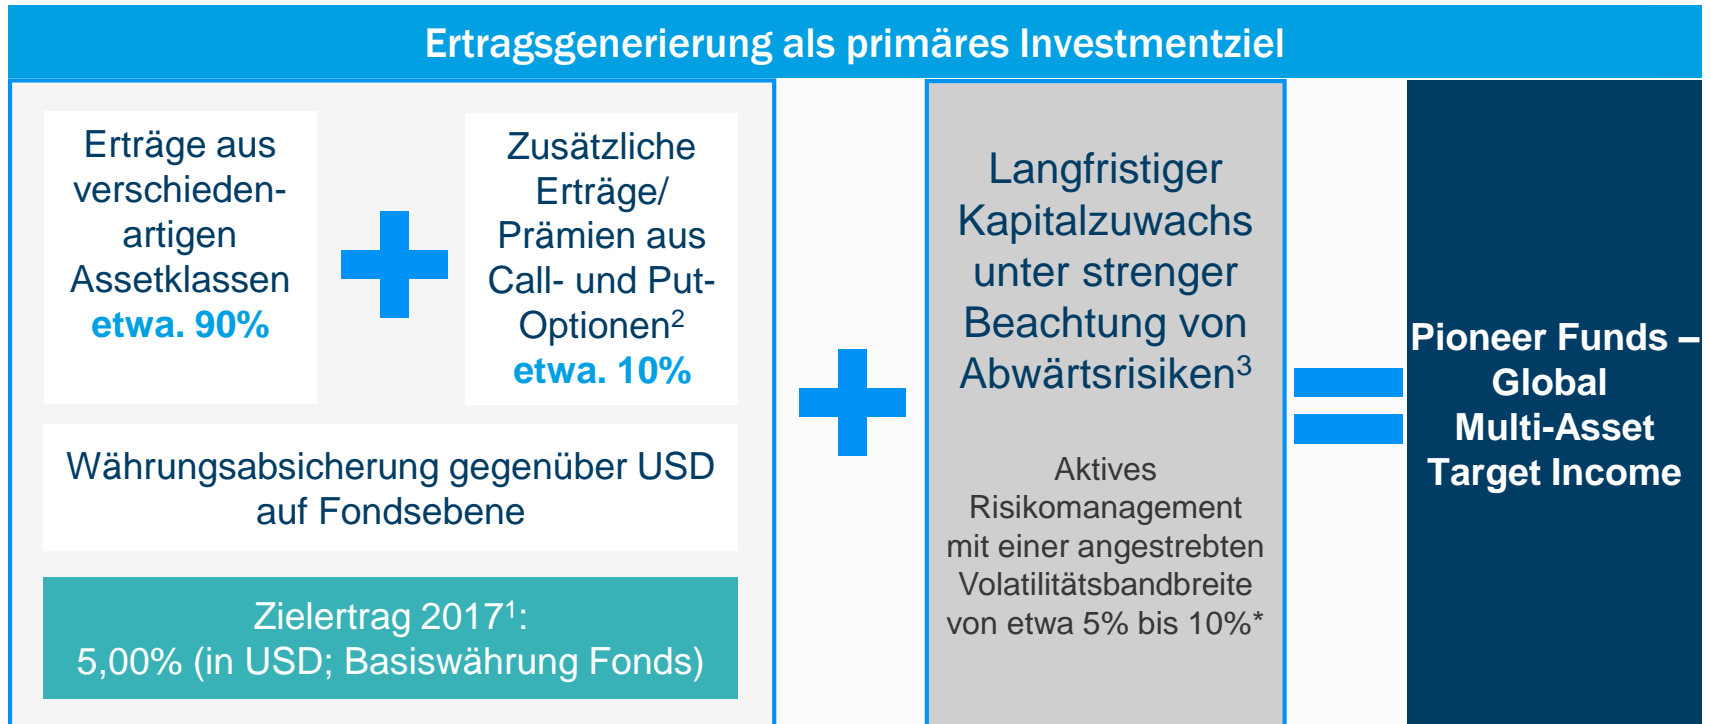 Ertragsgenerierung als primäres Investmentziel
Erträge aus
verschieden-
artigen
Assetklassen
etwa. 90%
Zusätzliche
Erträge/
Prämien aus
Call- und Put-
Optionen²
etwa. 10%
Währungsabsicherung gegenüber USD
auf Fondsebene
Zielertrag 2017¹:
5,00% (in USD; Basiswährung Fonds)
Langfristiger
Kapitalzuwachs
unter strenger
Beachtung von
Abwärtsrisiken³
Aktives
Risikomanagement
mit einer angestrebten
Volatilitätsbandbreite
von etwa 5% bis 10%*
Pioneer Funds –
Global
Multi-Asset
Target Income